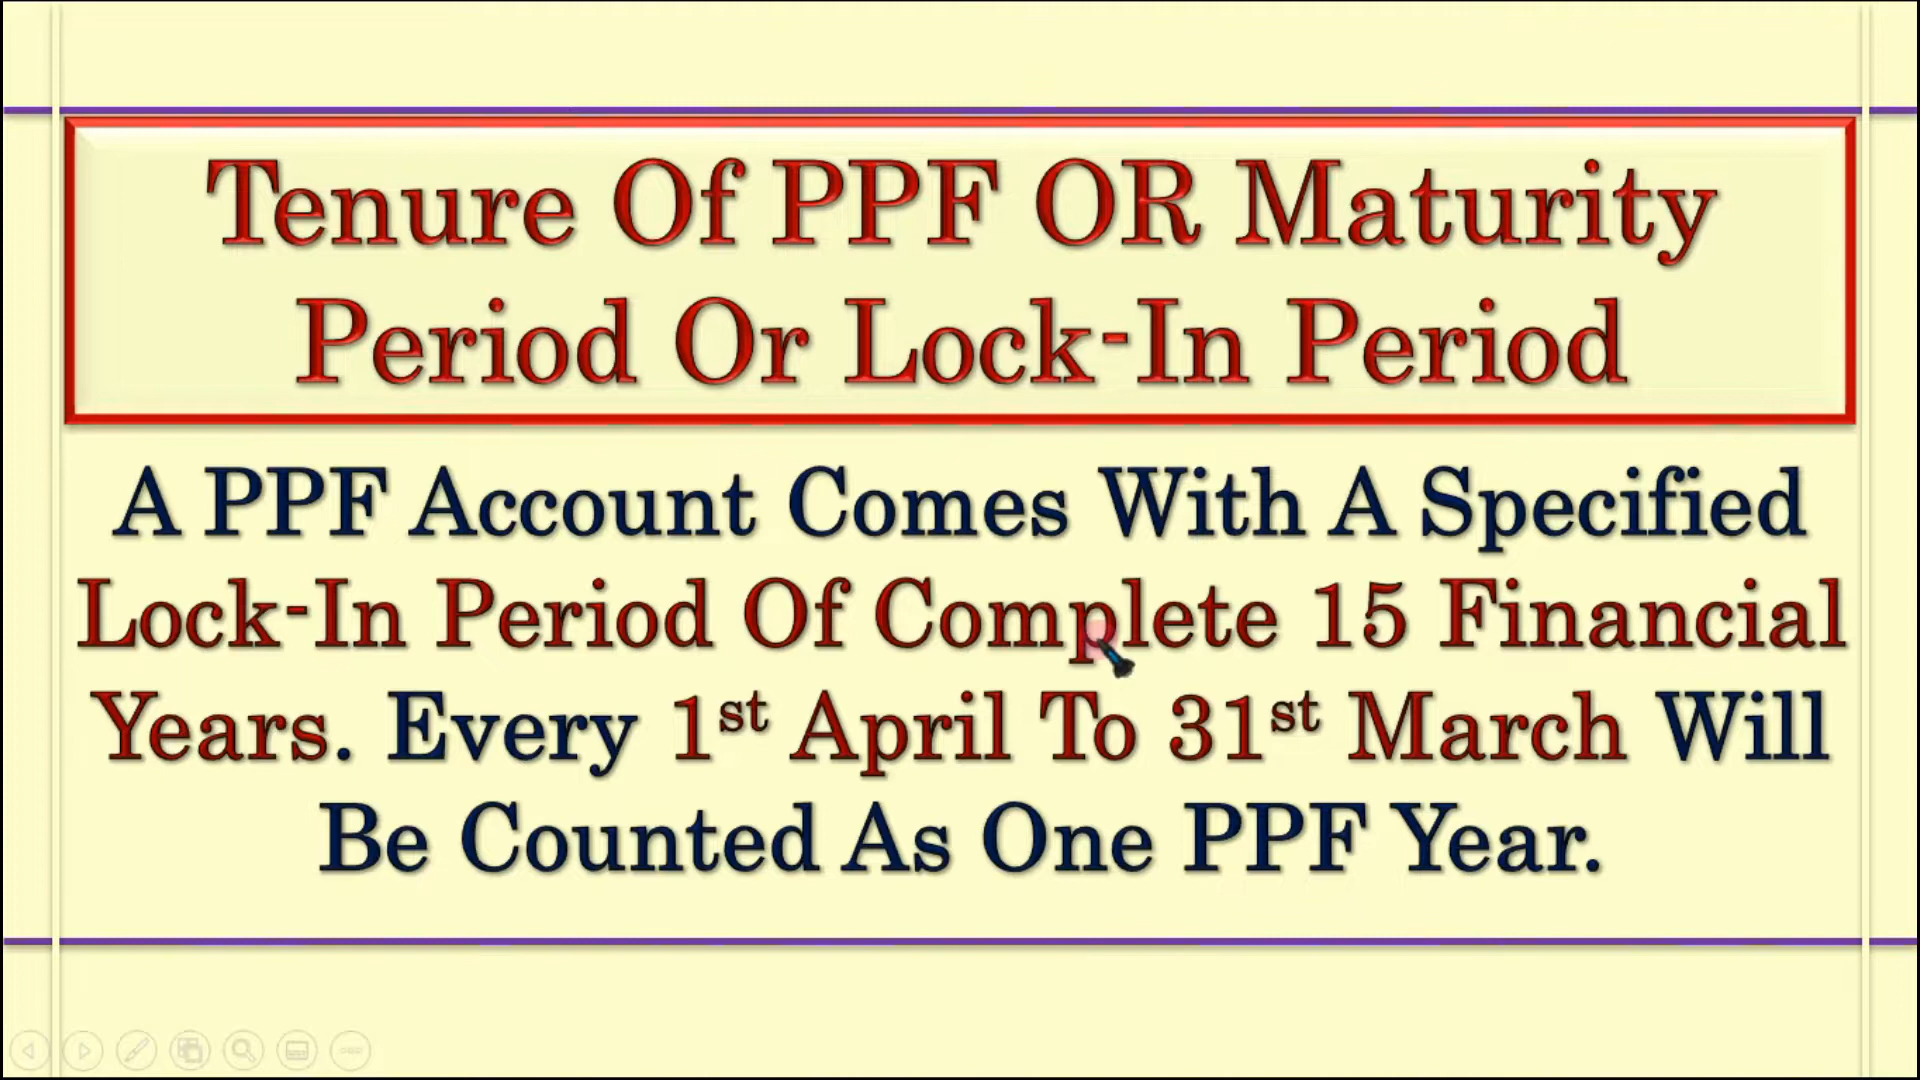 Tenure Of PPF OR Maturity
Period Or Lock-In Period
A PPF Account Comes With A Specified
Lock-In Period Of Complete 15 Financial
Years. Every 1st April To 31st March Will
Be Counted As One PPF Year.